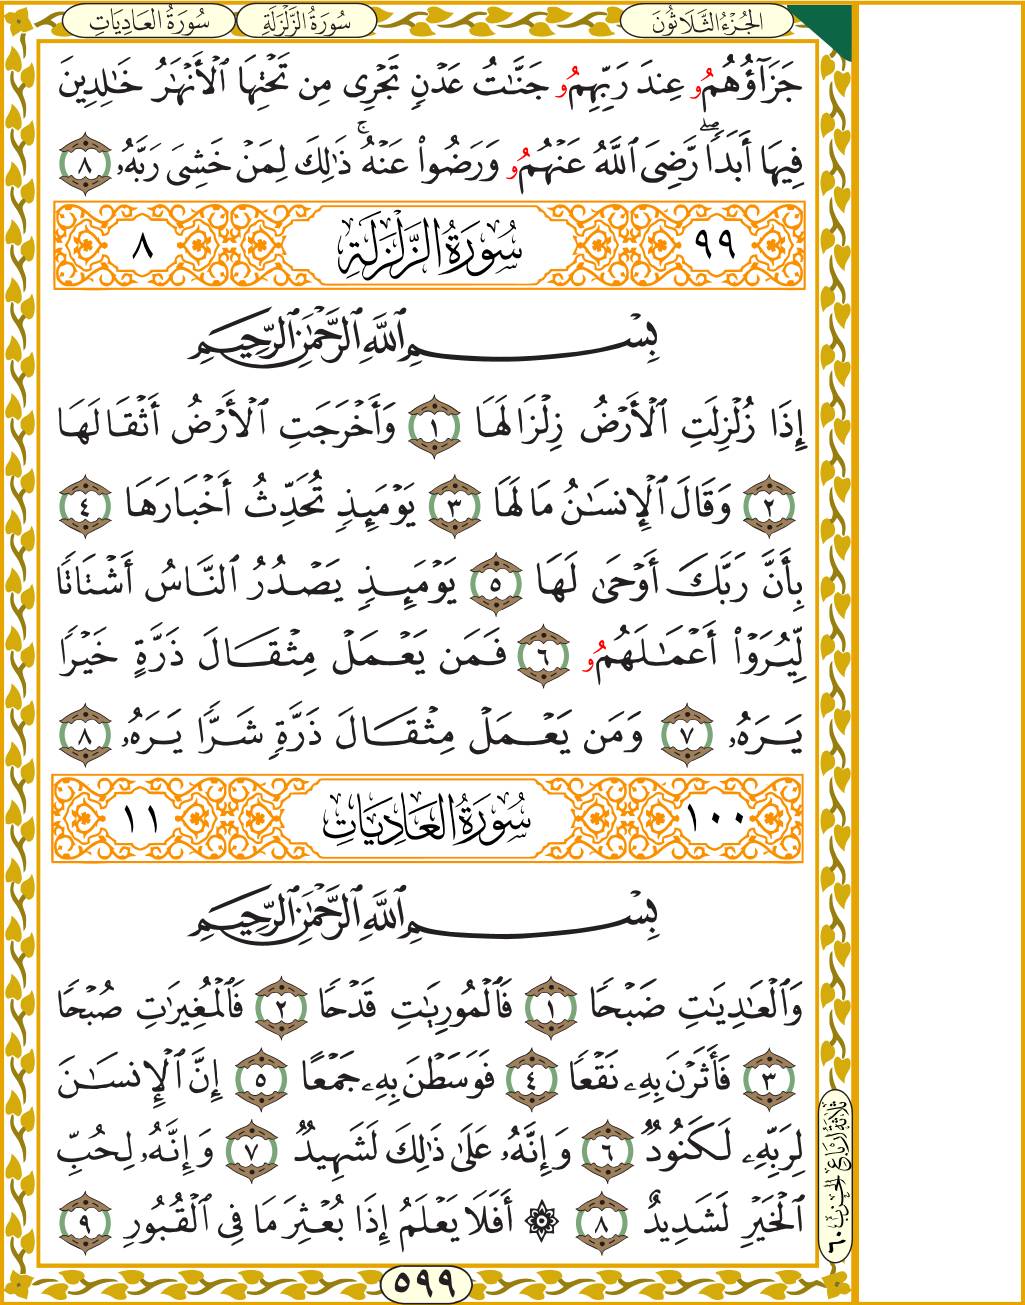 الجُزْءُ الثَّلَاثُونَ سُورَةُ الزَّلْزَلَةِ سُورَةُ العَادِيَاتِ
جَزَآؤُهُمُۥ عِندَ رَبِّهِمُۥ جَنَّـٰتُ عَدْنٍ تَجْرِى مِن تَحْتِهَا ٱلْأَنْهَـٰرُ خَـٰلِدِينَ
فِيهَآ أَبَدًاۖ رَّضِىَ ٱللَّهُ عَنْهُمُۥ وَرَضُوا۟ عَنْهُۚ ذَٰلِكَ لِمَنْ خَشِىَ رَبَّهُۥ ٨
٩٩ سُورَةُ الزَّلْزَلَةِ ٨
بِسْمِ ٱللَّهِ ٱلرَّحْمَـٰنِ ٱلرَّحِيمِ
إِذَا زُلْزِلَتِ ٱلْأَرْضُ زِلْزَالَهَا ١ وَأَخْرَجَتِ ٱلْأَرْضُ أَثْقَالَهَا
٢ وَقَالَ ٱلْإِنسَـٰنُ مَا لَهَا ٣ يَوْمَئِذٍ تُحَدِّثُ أَخْبَارَهَا ٤
بِأَنَّ رَبَّكَ أَوْحَىٰ لَهَا ٥ يَوْمَئِذٍ يَصْدُرُ ٱلنَّاسُ أَشْتَاتًا
لِّيُرَوْا۟ أَعْمَـٰلَهُمُۥ ٦ فَمَن يَعْمَلْ مِثْقَالَ ذَرَّةٍ خَيْرًا
يَرَهُۥ ٧ وَمَن يَعْمَلْ مِثْقَالَ ذَرَّةٍ شَرًّا يَرَهُۥ ٨
١٠٠ سُورَةُ العَادِيَاتِ ١١
بِسْمِ ٱللَّهِ ٱلرَّحْمَـٰنِ ٱلرَّحِيمِ
وَٱلْعَـٰدِيَـٰتِ ضَبْحًا ١ فَٱلْمُورِيَـٰتِ قَدْحًا ٢ فَٱلْمُغِيرَٰتِ صُبْحًا
٣ فَأَثَرْنَ بِهِۦ نَقْعًا ٤ فَوَسَطْنَ بِهِۦ جَمْعًا ٥ إِنَّ ٱلْإِنسَـٰنَ
لِرَبِّهِۦ لَكَنُودٌ ٦ وَإِنَّهُۥ عَلَىٰ ذَٰلِكَ لَشَهِيدٌ ٧ وَإِنَّهُۥ لِحُبِّ
ٱلْخَيْرِ لَشَدِيدٌ ٨ ۞ أَفَلَا يَعْلَمُ إِذَا بُعْثِرَ مَا فِى ٱلْقُبُورِ ٩
ثَلَاثَةُ أَرْبَاعِ الحِزْبِ ٦٠
٥٩٩